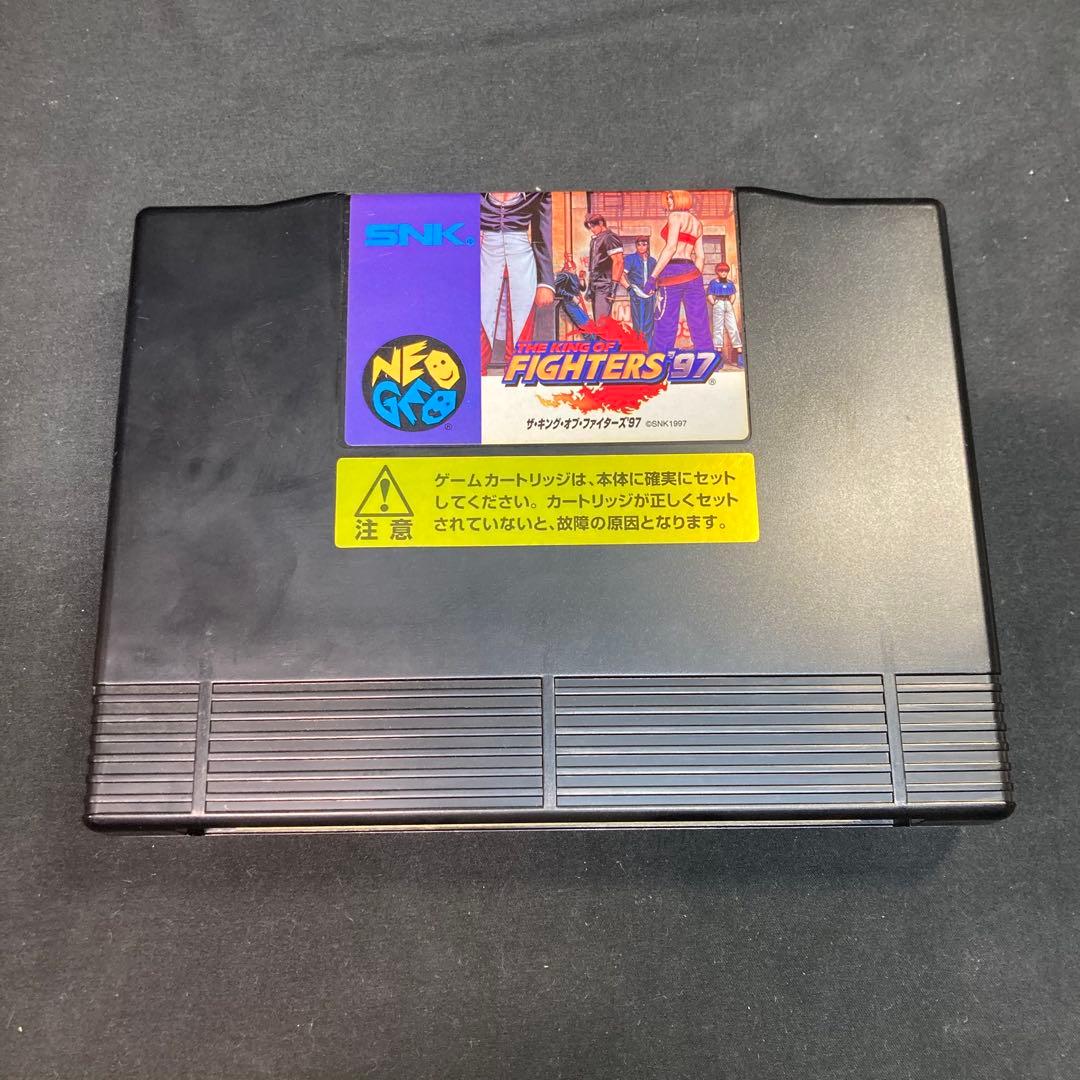 SNK®
NEO
GEO®
THE KING OF
FIGHTERS'97®
ザ・キング・オブ・ファイターズ'97 ©SNK1997
ゲームカートリッジは、本体に確実にセット
してください。カートリッジが正しくセット
されていないと、故障の原因となります。
注意